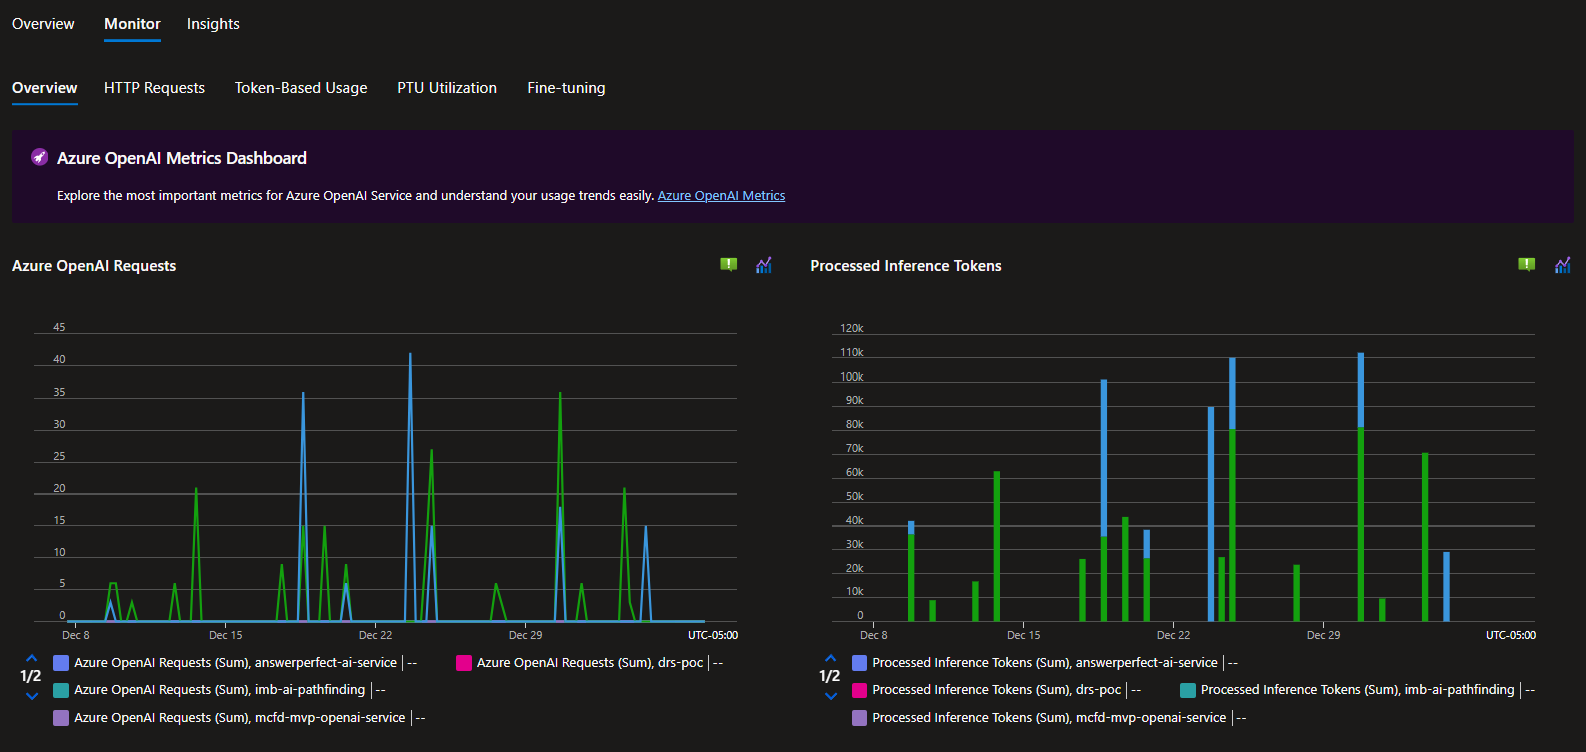 Overview Monitor Insights
Overview HTTP Requests Token-Based Usage PTU Utilization Fine-tuning
Azure OpenAI Metrics Dashboard
Explore the most important metrics for Azure OpenAI Service and understand your usage trends easily. Azure OpenAI Metrics
Azure OpenAI Requests
45
40
35
30
25
20
15
10
5
0
Dec 8 Dec 15 Dec 22 Dec 29 UTC-05:00
1/2
Azure OpenAI Requests (Sum), answerperfect-ai-service | --
Azure OpenAI Requests (Sum), drs-poc | --
Azure OpenAI Requests (Sum), imb-ai-pathfinding | --
Azure OpenAI Requests (Sum), mcfd-mvp-openai-service | --
Processed Inference Tokens
120k
110k
100k
90k
80k
70k
60k
50k
40k
30k
20k
10k
0
Dec 8 Dec 15 Dec 22 Dec 29 UTC-05:00
1/2
Processed Inference Tokens (Sum), answerperfect-ai-service | --
Processed Inference Tokens (Sum), drs-poc | --
Processed Inference Tokens (Sum), imb-ai-pathfinding | --
Processed Inference Tokens (Sum), mcfd-mvp-openai-service | --